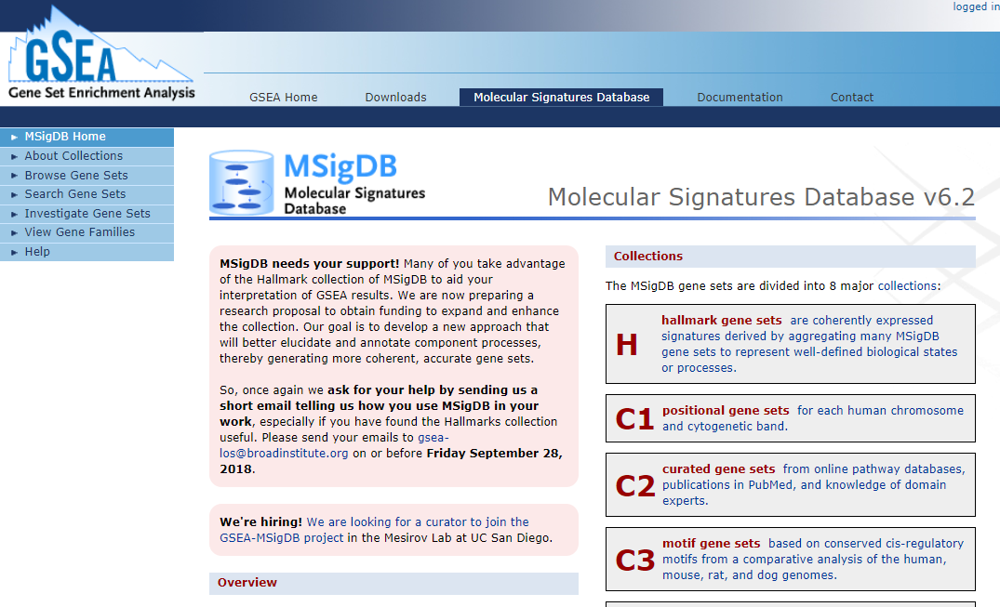 logged in
GSEA
Gene Set Enrichment Analysis
GSEA Home
Downloads
Molecular Signatures Database
Documentation
Contact
MSigDB Home
About Collections
Browse Gene Sets
Search Gene Sets
Investigate Gene Sets
View Gene Families
Help
MSigDB
Molecular Signatures
Database
Molecular Signatures Database v6.2
MSigDB needs your support! Many of you take advantage
of the Hallmark collection of MSigDB to aid your
interpretation of GSEA results. We are now preparing a
research proposal to obtain funding to expand and enhance
the collection. Our goal is to develop a new approach that
will better elucidate and annotate component processes,
thereby generating more coherent, accurate gene sets.
So, once again we ask for your help by sending us a
short email telling us how you use MSigDB in your
work, especially if you have found the Hallmarks collection
useful. Please send your emails to gsea-
los@broadinstitute.org on or before Friday September 28,
2018.
We're hiring! We are looking for a curator to join the
GSEA-MSigDB project in the Mesirov Lab at UC San Diego.
Overview
Collections
The MSigDB gene sets are divided into 8 major collections:
H
hallmark gene sets are coherently expressed
signatures derived by aggregating many MSigDB
gene sets to represent well-defined biological states
or processes.
C1
positional gene sets for each human chromosome
and cytogenetic band.
C2
curated gene sets from online pathway databases,
publications in PubMed, and knowledge of domain
experts.
C3
motif gene sets based on conserved cis-regulatory
motifs from a comparative analysis of the human,
mouse, rat, and dog genomes.